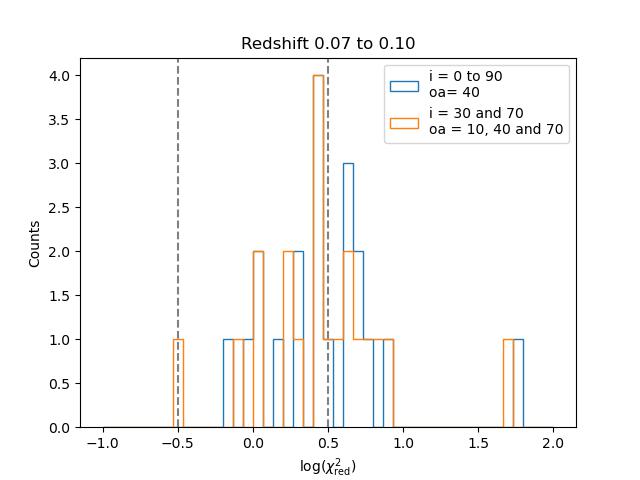 Redshift 0.07 to 0.10
i = 0 to 90
oa= 40
i = 30 and 70
oa = 10, 40 and 70
Counts
4.0
3.5
3.0
2.5
2.0
1.5
1.0
0.5
0.0
−1.0 −0.5 0.0 0.5 1.0 1.5 2.0
log(χ²red)